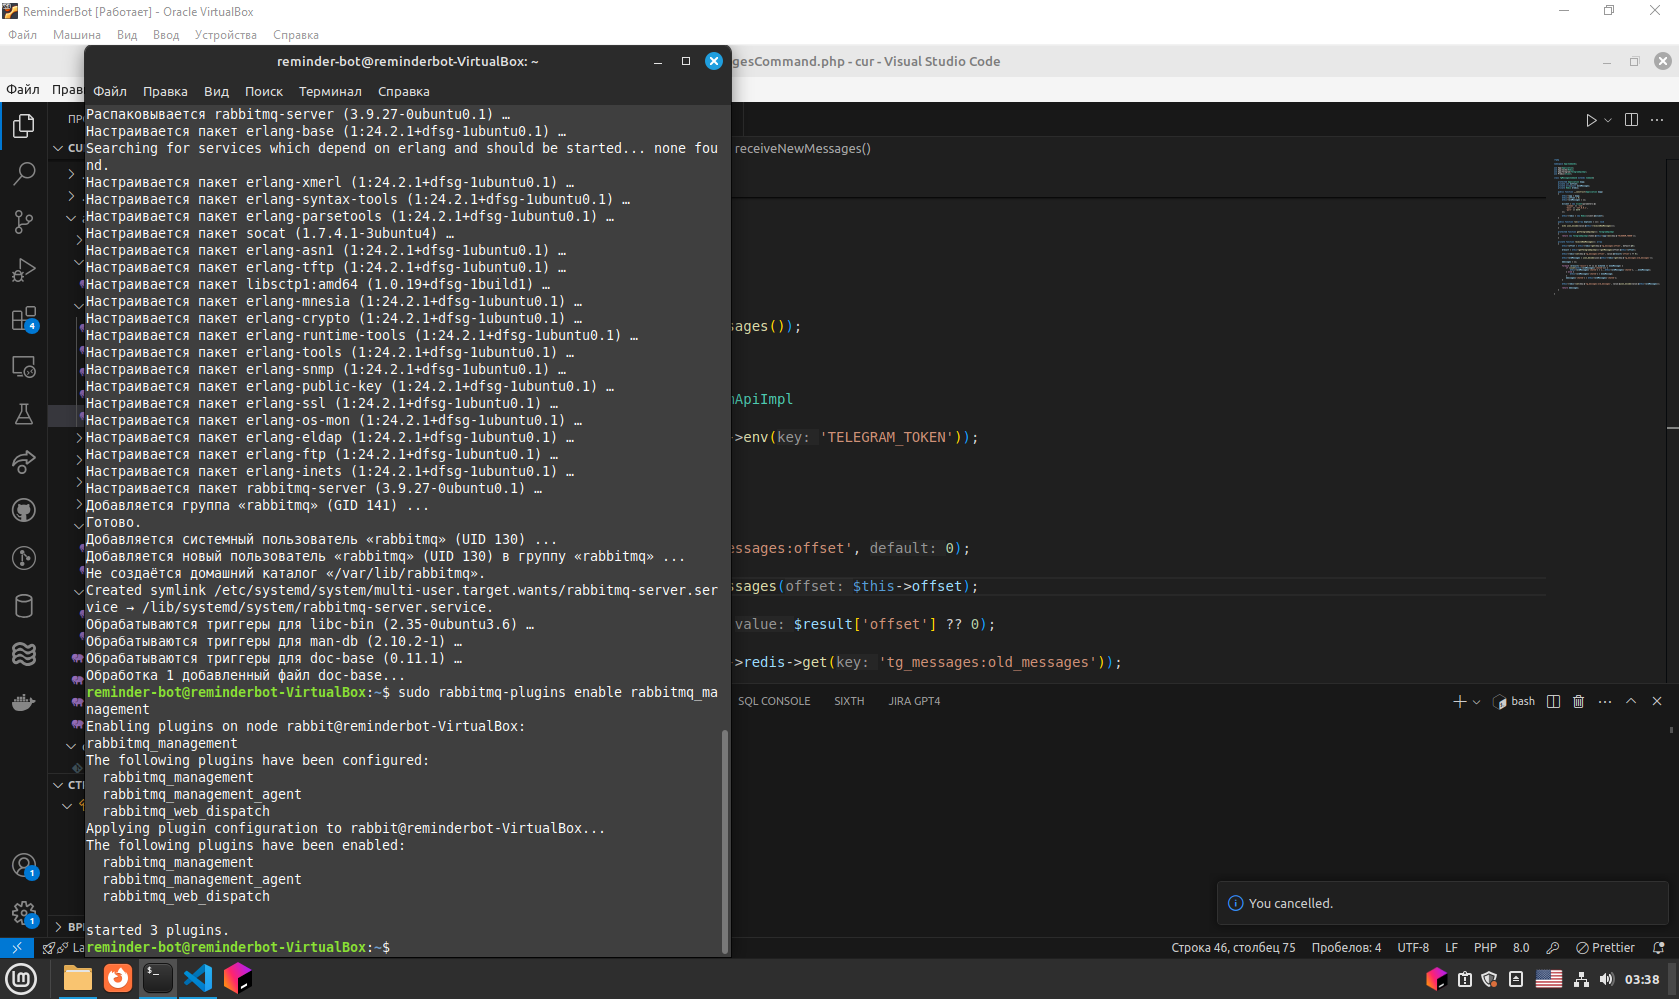 ReminderBot [Работает] - Oracle VirtualBox
Файл Машина Вид Ввод Устройства Справка
reminder-bot@reminderbot-VirtualBox: ~
gesCommand.php - cur - Visual Studio Code
Файл Прав
Файл Правка Вид Поиск Терминал Справка
Распаковывается rabbitmq-server (3.9.27-0ubuntu0.1) …
Настраивается пакет erlang-base (1:24.2.1+dfsg-1ubuntu0.1) …
Searching for services which depend on erlang and should be started... none fou
nd.
Настраивается пакет erlang-xmerl (1:24.2.1+dfsg-1ubuntu0.1) …
Настраивается пакет erlang-syntax-tools (1:24.2.1+dfsg-1ubuntu0.1) …
Настраивается пакет erlang-parsetools (1:24.2.1+dfsg-1ubuntu0.1) …
Настраивается пакет socat (1.7.4.1-3ubuntu4) …
Настраивается пакет erlang-asn1 (1:24.2.1+dfsg-1ubuntu0.1) …
Настраивается пакет erlang-tftp (1:24.2.1+dfsg-1ubuntu0.1) …
Настраивается пакет libsctp1:amd64 (1.0.19+dfsg-1build1) …
Настраивается пакет erlang-mnesia (1:24.2.1+dfsg-1ubuntu0.1) …
Настраивается пакет erlang-crypto (1:24.2.1+dfsg-1ubuntu0.1) …
Настраивается пакет erlang-runtime-tools (1:24.2.1+dfsg-1ubuntu0.1) …
Настраивается пакет erlang-tools (1:24.2.1+dfsg-1ubuntu0.1) …
Настраивается пакет erlang-snmp (1:24.2.1+dfsg-1ubuntu0.1) …
Настраивается пакет erlang-public-key (1:24.2.1+dfsg-1ubuntu0.1) …
Настраивается пакет erlang-ssl (1:24.2.1+dfsg-1ubuntu0.1) …
Настраивается пакет erlang-os-mon (1:24.2.1+dfsg-1ubuntu0.1) …
Настраивается пакет erlang-eldap (1:24.2.1+dfsg-1ubuntu0.1) …
Настраивается пакет erlang-ftp (1:24.2.1+dfsg-1ubuntu0.1) …
Настраивается пакет erlang-inets (1:24.2.1+dfsg-1ubuntu0.1) …
Настраивается пакет rabbitmq-server (3.9.27-0ubuntu0.1) …
Добавляется группа «rabbitmq» (GID 141) ...
Готово.
Добавляется системный пользователь «rabbitmq» (UID 130) ...
Добавляется новый пользователь «rabbitmq» (UID 130) в группу «rabbitmq» ...
Не создаётся домашний каталог «/var/lib/rabbitmq».
Created symlink /etc/systemd/system/multi-user.target.wants/rabbitmq-server.ser
vice → /lib/systemd/system/rabbitmq-server.service.
Обрабатываются триггеры для libc-bin (2.35-0ubuntu3.6) …
Обрабатываются триггеры для man-db (2.10.2-1) …
Обрабатываются триггеры для doc-base (0.11.1) …
Обработка 1 добавленный файл doc-base...
reminder-bot@reminderbot-VirtualBox:~$ sudo rabbitmq-plugins enable rabbitmq_ma
nagement
Enabling plugins on node rabbit@reminderbot-VirtualBox:
rabbitmq_management
The following plugins have been configured:
  rabbitmq_management
  rabbitmq_management_agent
  rabbitmq_web_dispatch
Applying plugin configuration to rabbit@reminderbot-VirtualBox...
The following plugins have been enabled:
  rabbitmq_management
  rabbitmq_management_agent
  rabbitmq_web_dispatch

started 3 plugins.
reminder-bot@reminderbot-VirtualBox:~$
ПРО
CU
СТР
ВРЕ
receiveNewMessages()
ages());
nApiImpl
->env(key: 'TELEGRAM_TOKEN'));
essages:offset', default: 0);
ssages(offset: $this->offset);
value: $result['offset'] ?? 0);
->redis->get(key: 'tg_messages:old_messages'));
SQL CONSOLE SIXTH JIRA GPT4
bash
You cancelled.
4
1
1
La
Строка 46, столбец 75 Пробелов: 4 UTF-8 LF PHP 8.0 Prettier
03:38